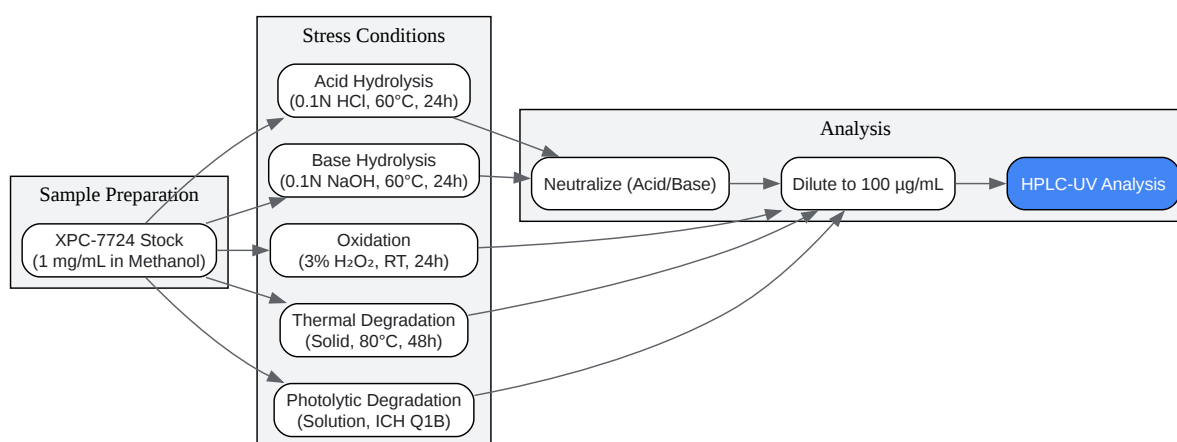 Sample Preparation
XPC-7724 Stock
(1 mg/mL in Methanol)
Stress Conditions
Acid Hydrolysis
(0.1N HCl, 60°C, 24h)
Base Hydrolysis
(0.1N NaOH, 60°C, 24h)
Oxidation
(3% H₂O₂, RT, 24h)
Thermal Degradation
(Solid, 80°C, 48h)
Photolytic Degradation
(Solution, ICH Q1B)
Analysis
Neutralize (Acid/Base)
Dilute to 100 µg/mL
HPLC-UV Analysis